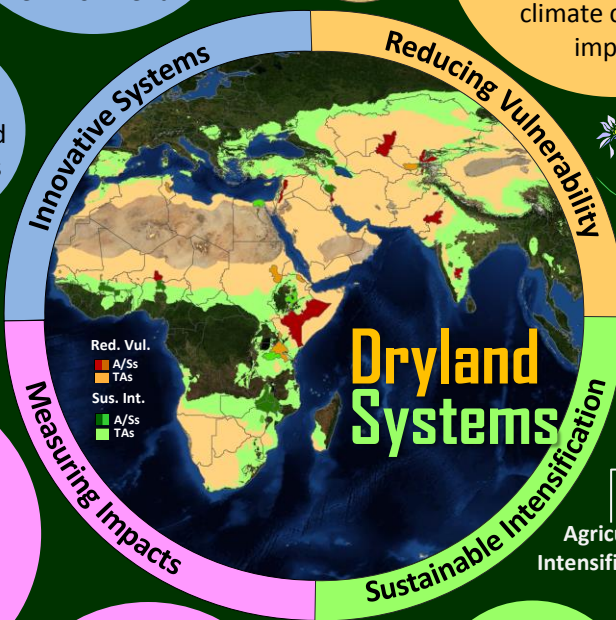 climate c
imp
Innovative Systems
Reducing Vulnerability
Red. Vul.
A/Ss
TAs
Sus. Int.
A/Ss
TAs
Dryland
Systems
Measuring Impacts
Sustainable Intensification
Agricu
Intensifi